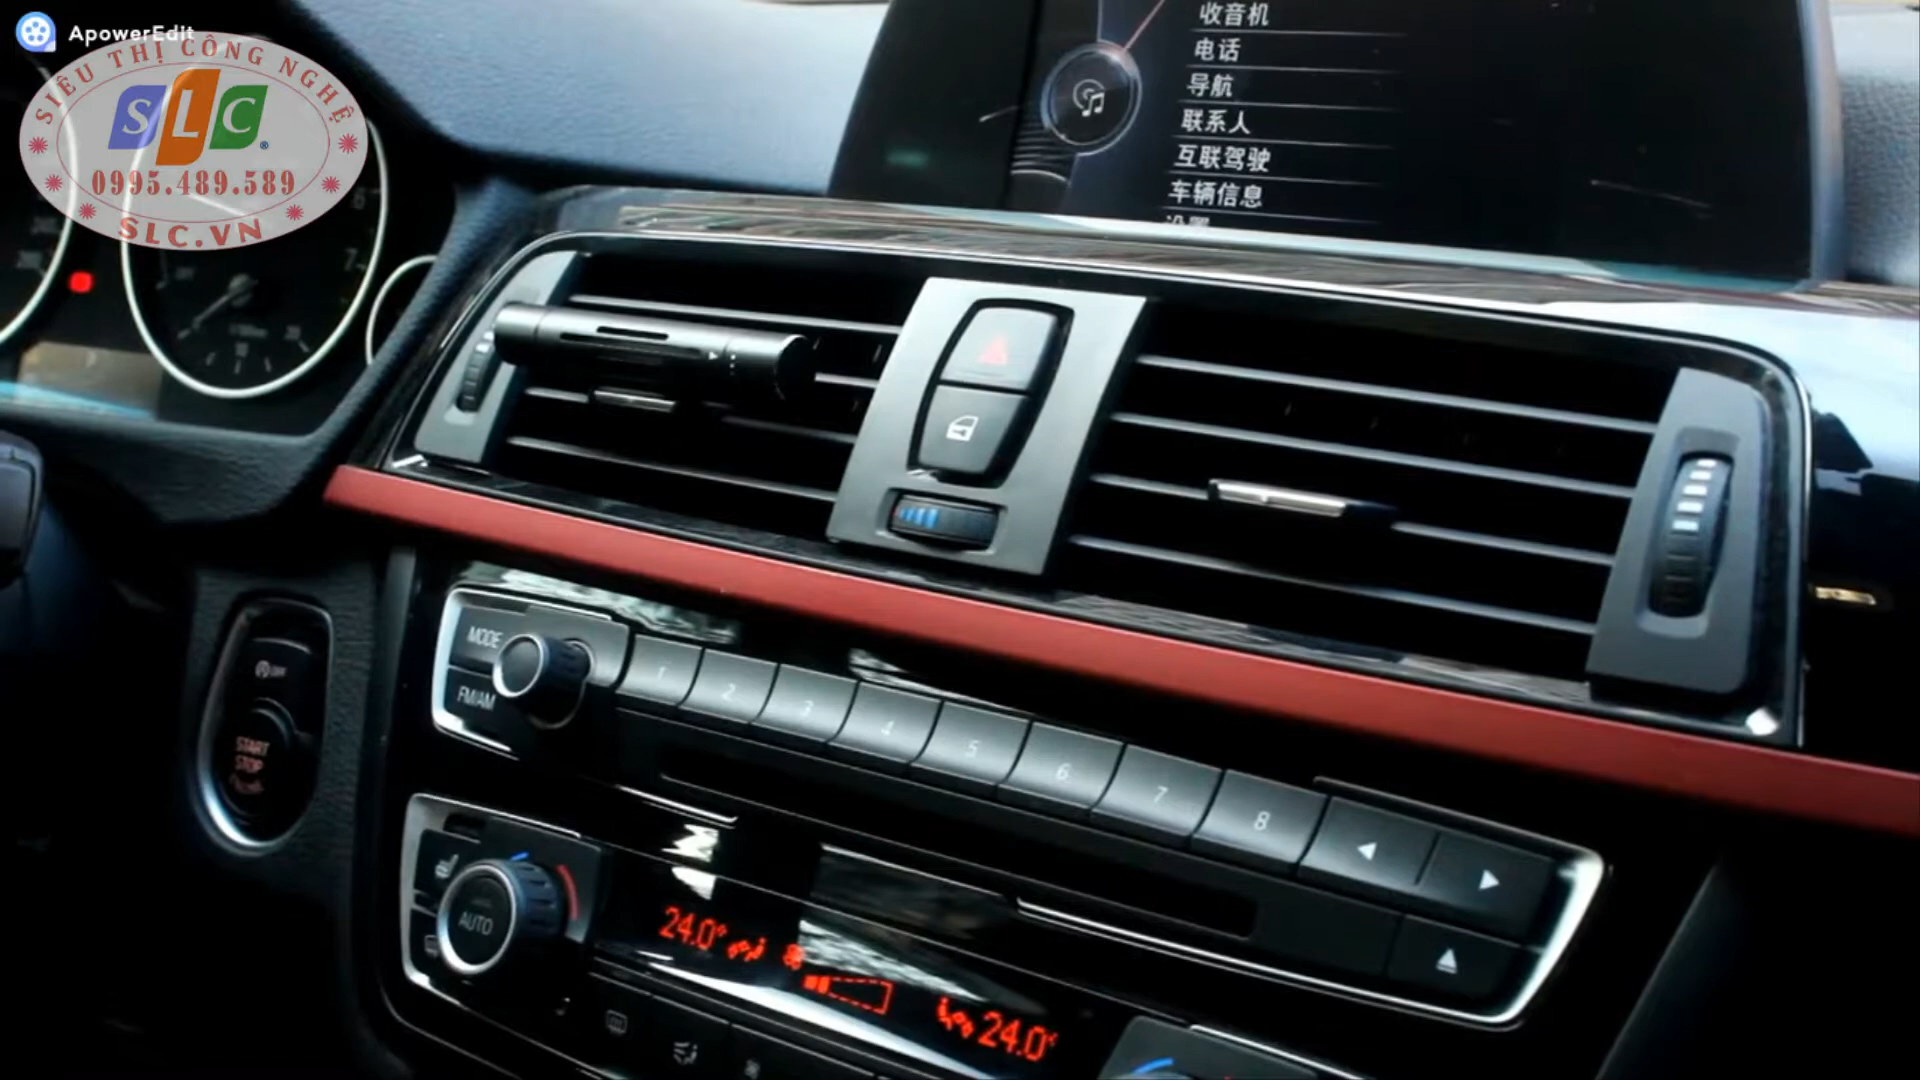 ApowerEdit
SIÊU THỊ CÔNG NGHỆ
SLC®
0995.489.589
SLC.VN
收音机
电话
导航
联系人
互联驾驶
车辆信息
7
MODE
FM/AM
1 2 3 4 5 6 7 8
START
STOP
AUTO
24.0°
24.0°